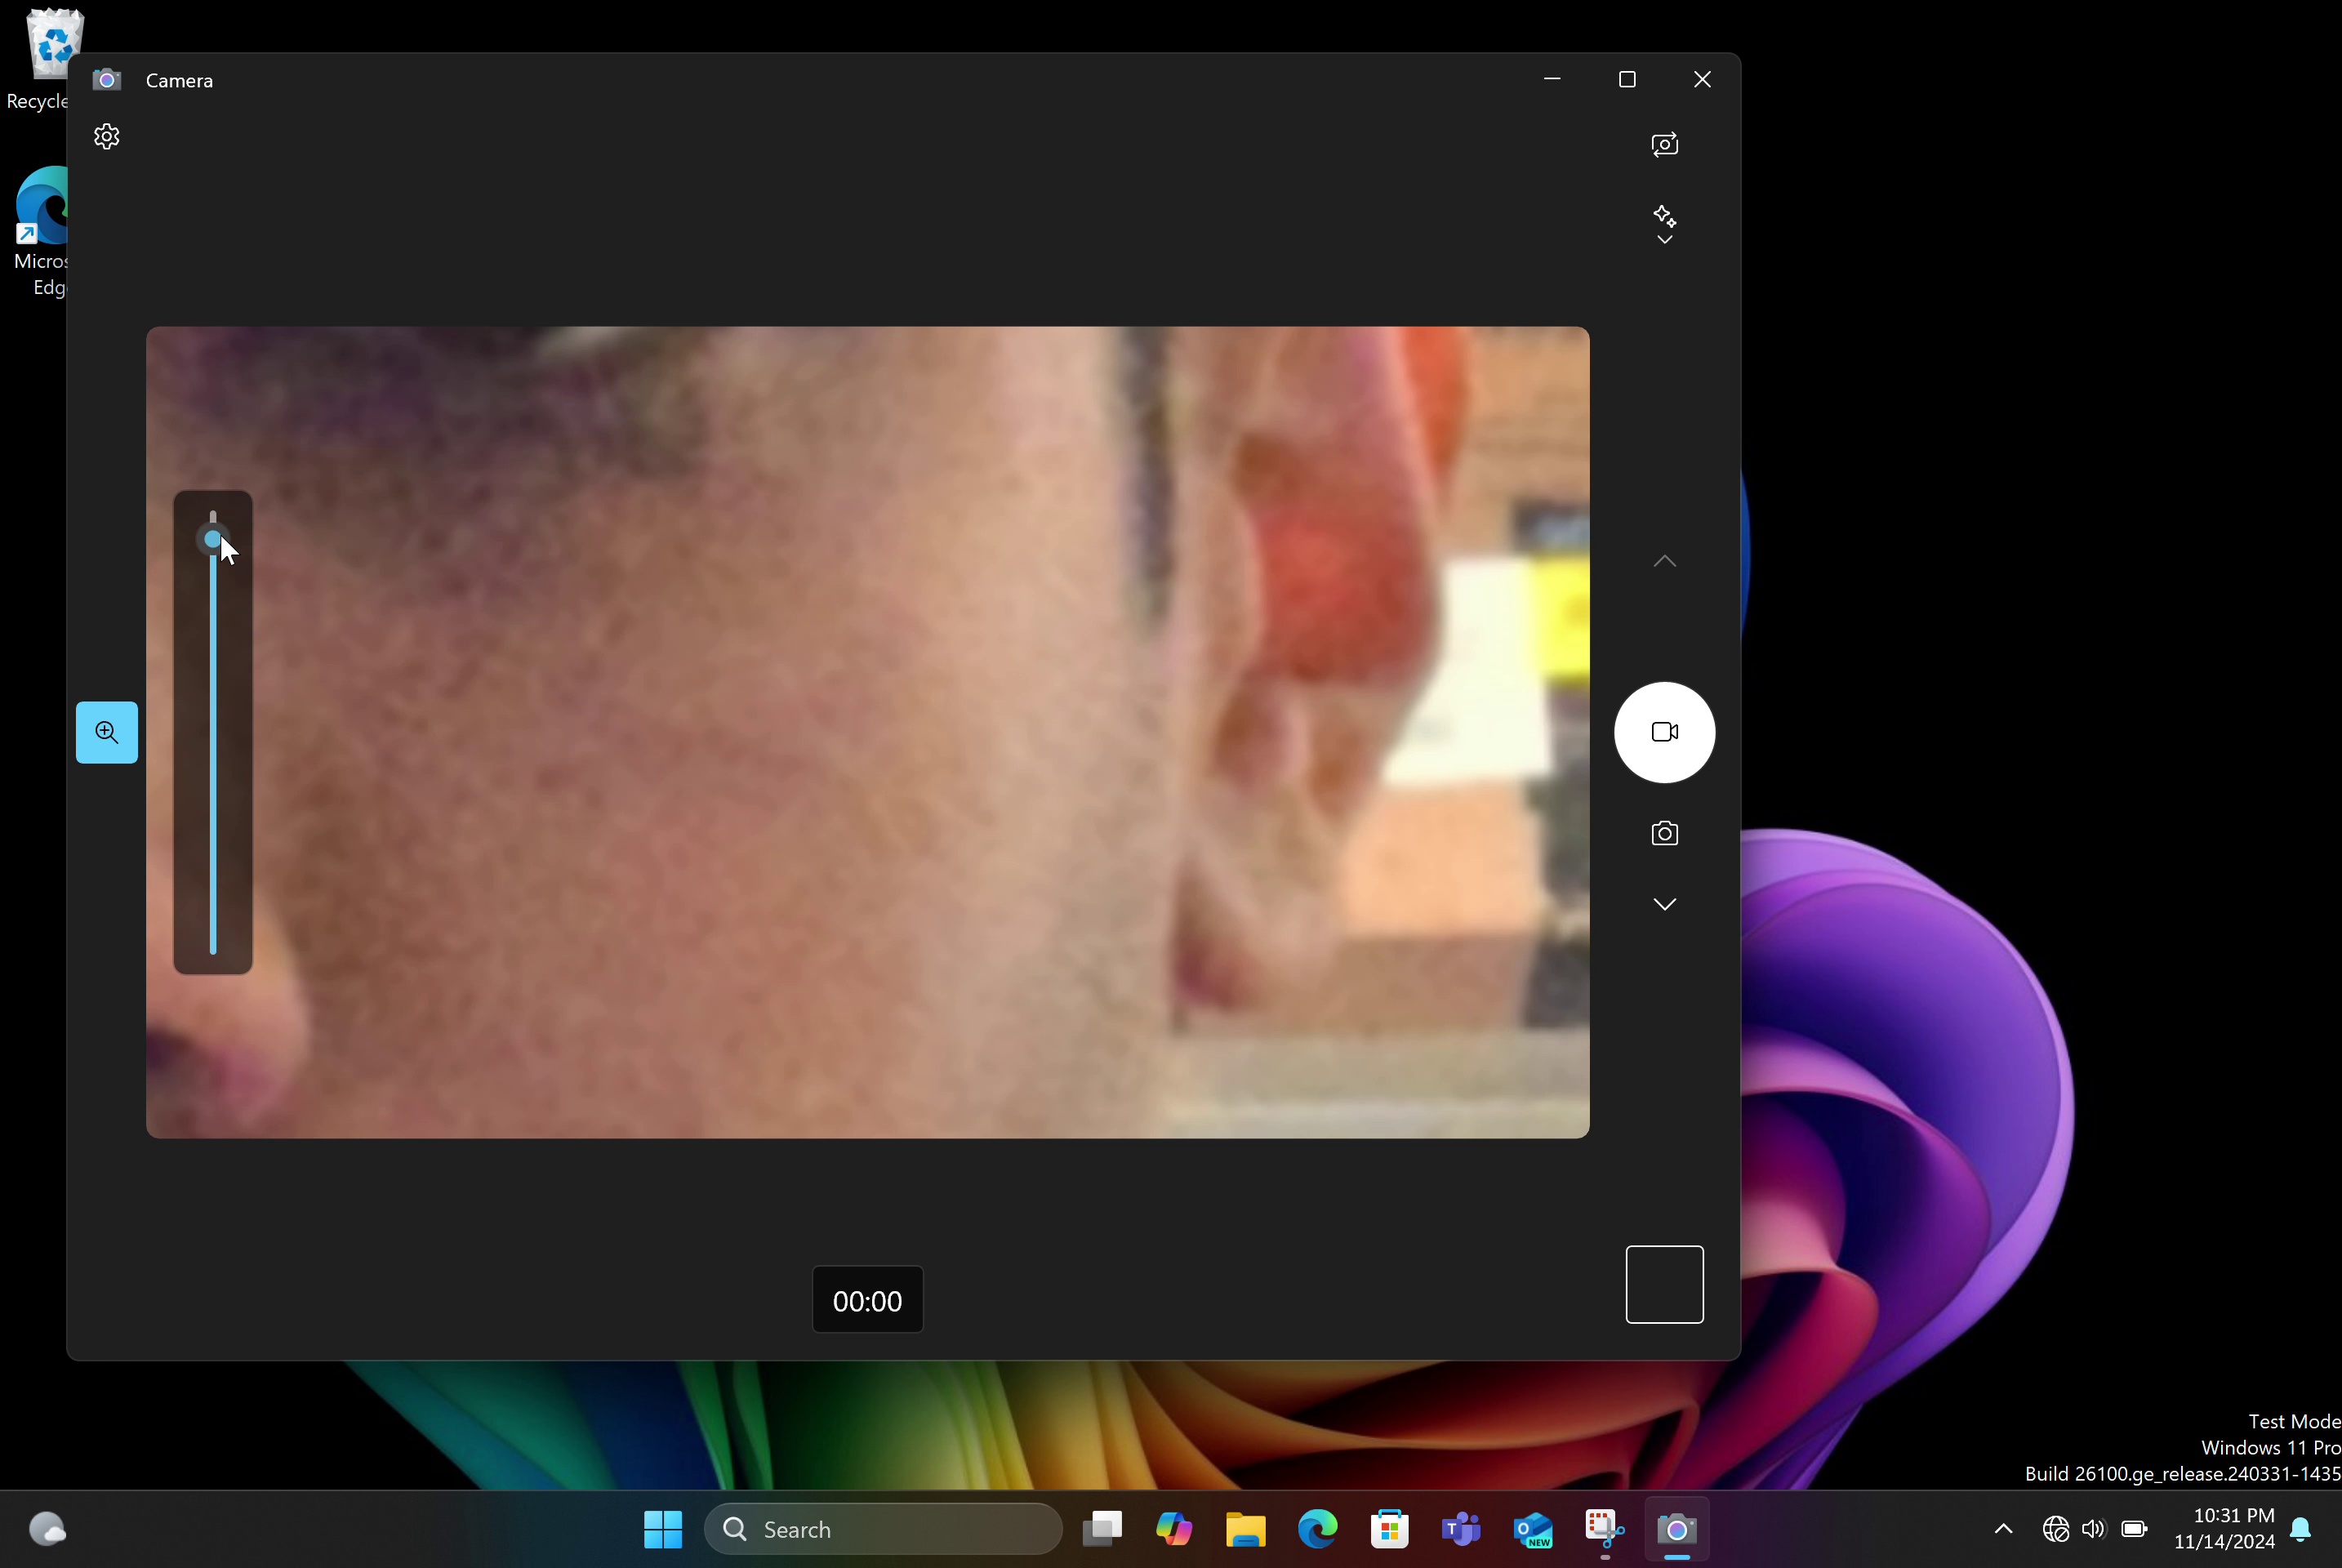 Recycle
Camera
Micros
Edg
00:00
Test Mode
Windows 11 Pro
Build 26100.ge_release.240331-1435
Search
T
O
NEW
10:31 PM
11/14/2024